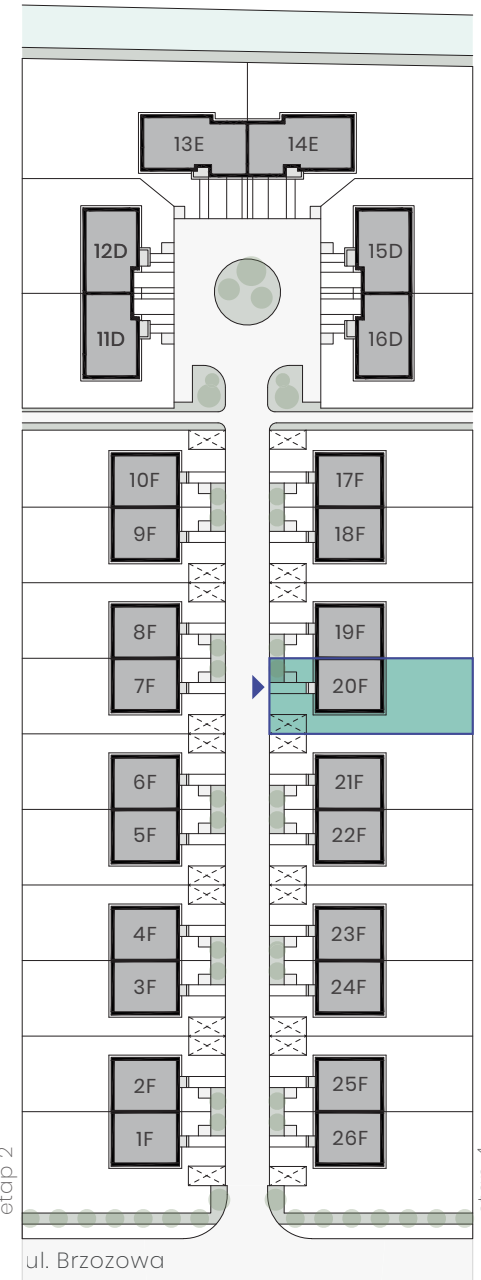 13E 14E
12D 15D
11D 16D
10F 17F
9F 18F
8F 19F
7F 20F
6F 21F
5F 22F
4F 23F
3F 24F
2F 25F
1F 26F
etap 2
ul. Brzozowa